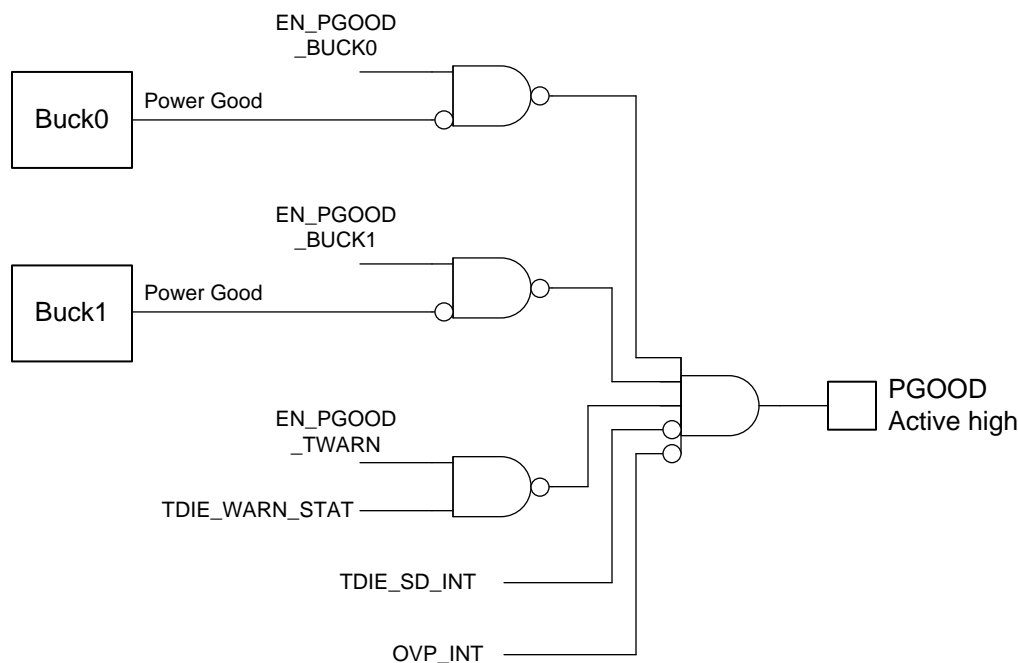 EN_PGOOD
_BUCK0
Buck0
Power Good
EN_PGOOD
_BUCK1
Buck1
Power Good
EN_PGOOD
_TWARN
TDIE_WARN_STAT
PGOOD
Active high
TDIE_SD_INT
OVP_INT